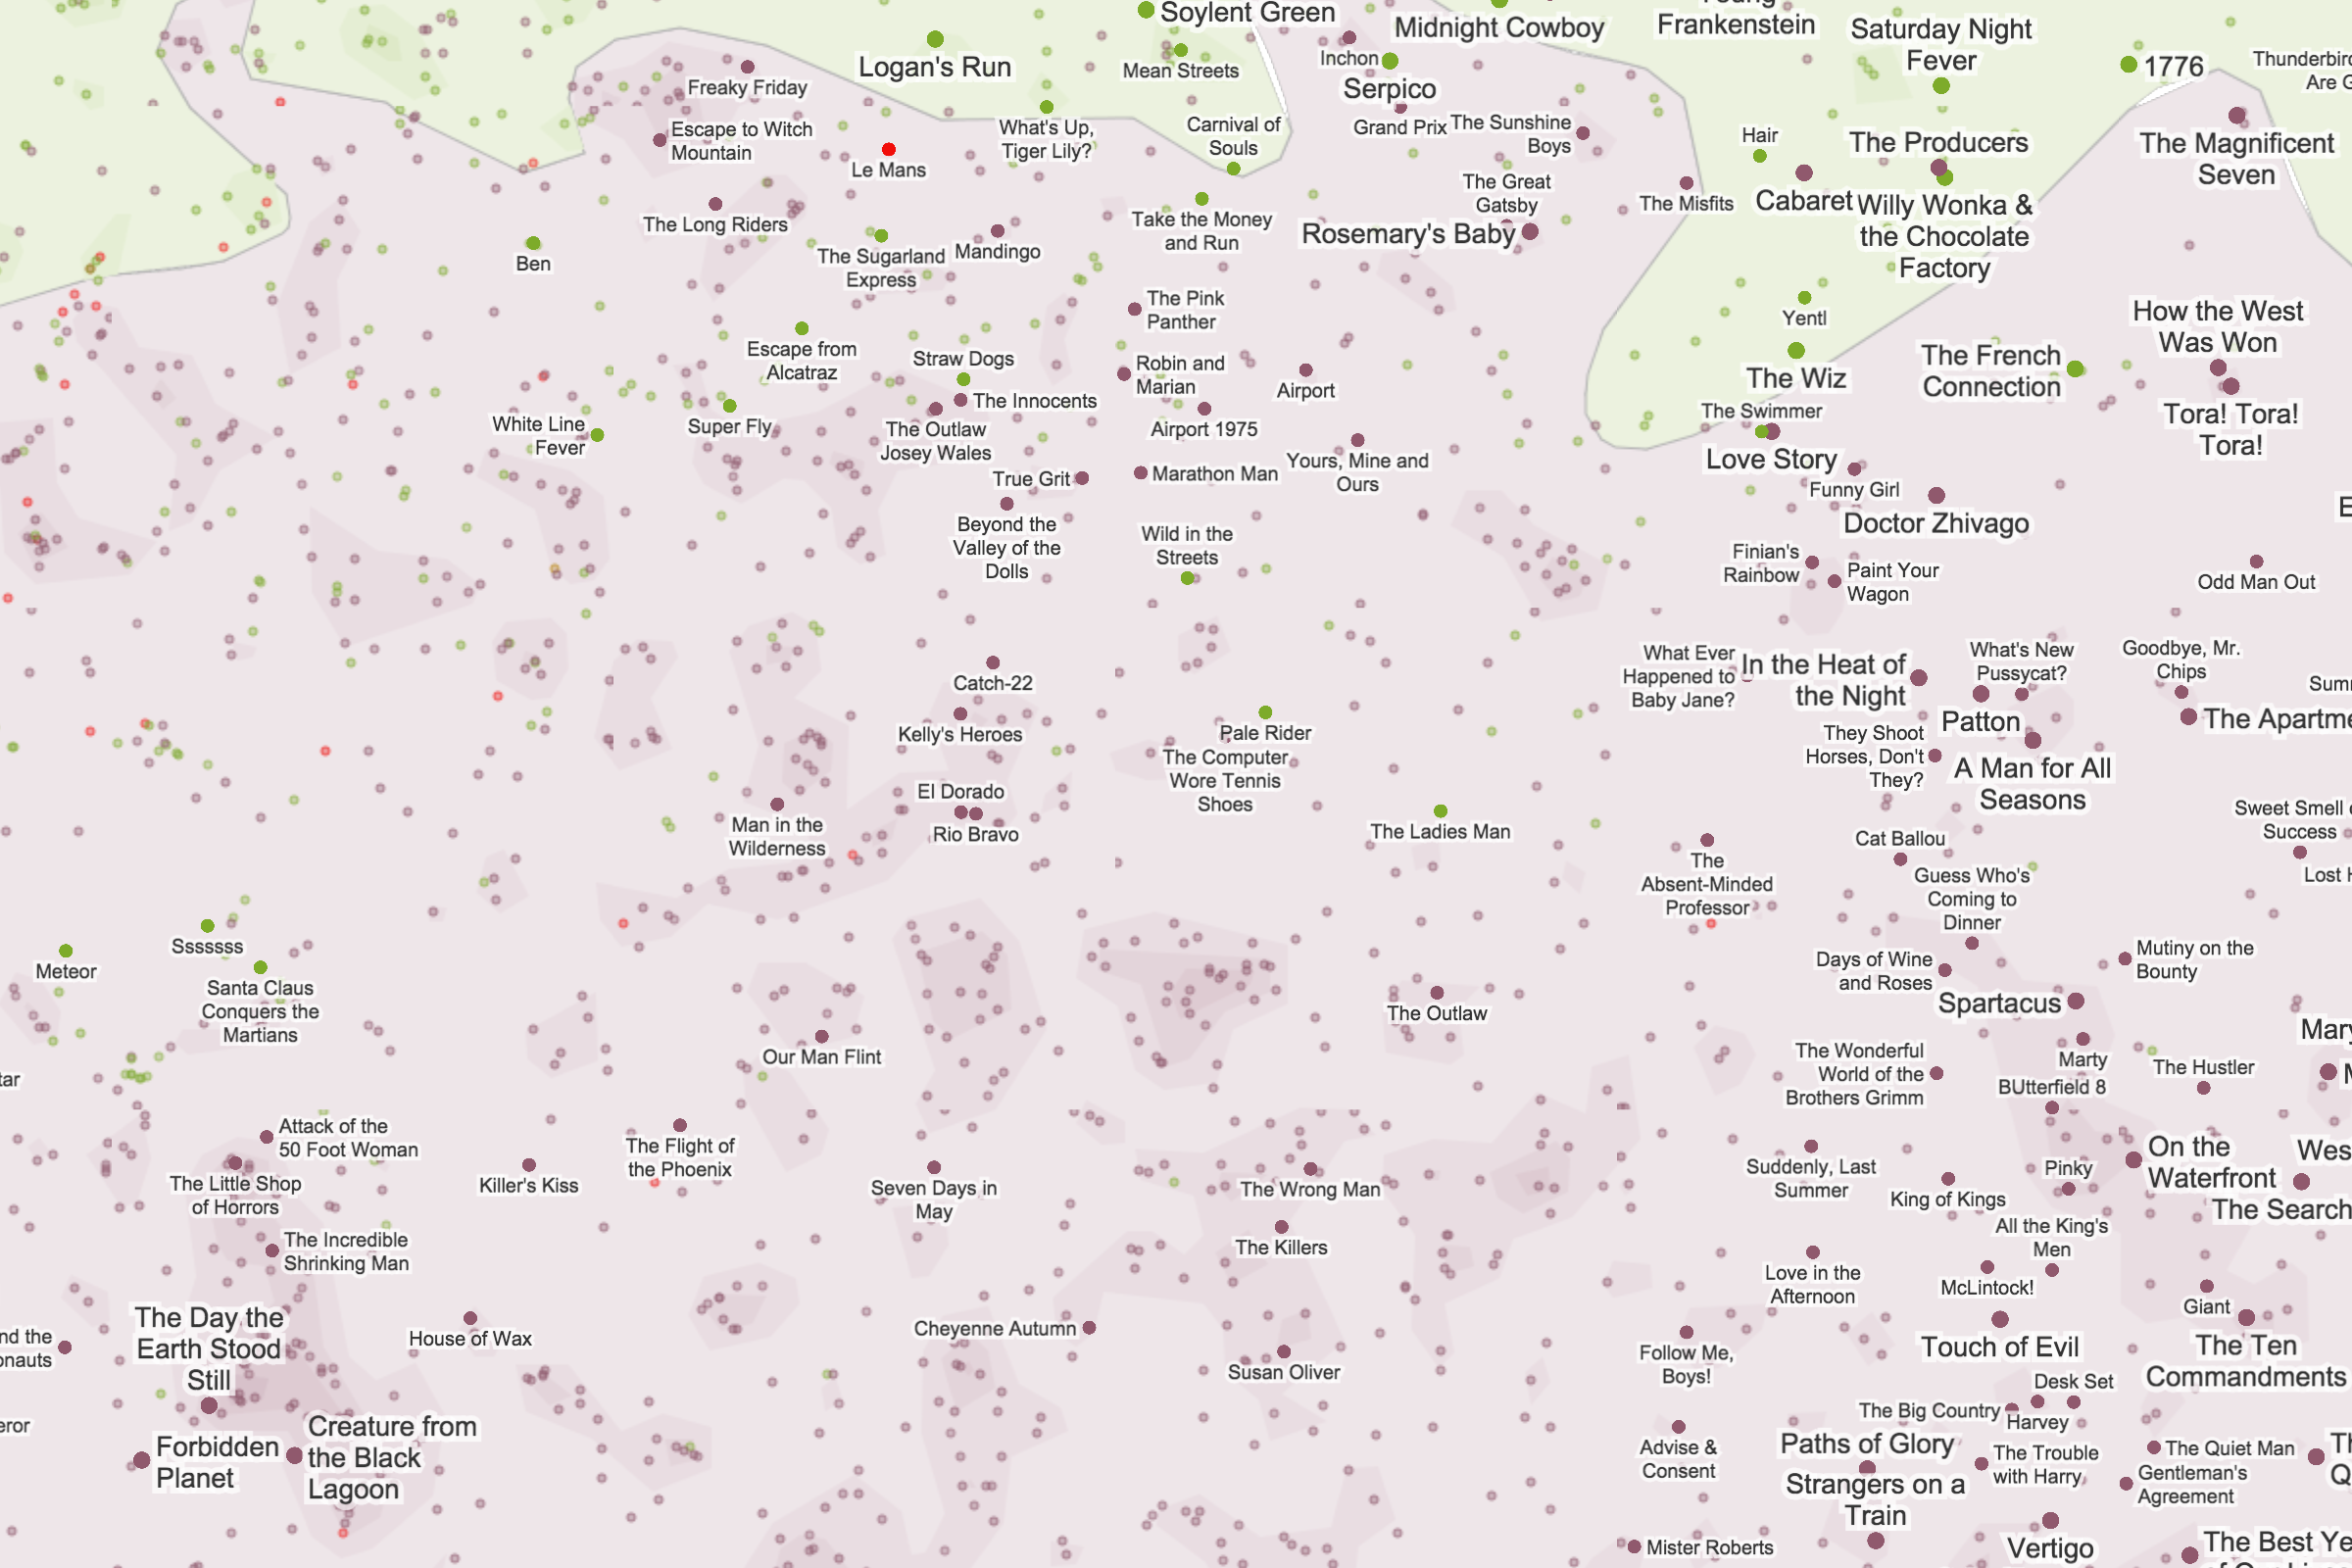 Soylent Green
Midnight Cowboy
Young
Frankenstein
Saturday Night
Fever
1776
Thunderbirds
Are G
Logan's Run
Mean Streets
Inchon
Serpico
Freaky Friday
Escape to Witch
Mountain
Le Mans
What's Up,
Tiger Lily?
Carnival of
Souls
Grand Prix
The Sunshine
Boys
Hair
The Producers
The Magnificent
Seven
The Long Riders
The Great
Gatsby
The Misfits
Cabaret
Willy Wonka &
the Chocolate
Factory
Ben
The Sugarland
Express
Mandingo
Take the Money
and Run
Rosemary's Baby
The Pink
Panther
Yentl
How the West
Was Won
Escape from
Alcatraz
Straw Dogs
Robin and
Marian
Airport
The Wiz
The French
Connection
Tora! Tora!
Tora!
White Line
Fever
Super Fly
The Innocents
The Outlaw
Josey Wales
Airport 1975
The Swimmer
Love Story
True Grit
Marathon Man
Yours, Mine and
Ours
Funny Girl
Doctor Zhivago
E
Beyond the
Valley of the
Dolls
Wild in the
Streets
Finian's
Rainbow
Paint Your
Wagon
Odd Man Out
Catch-22
Kelly's Heroes
What Ever
Happened to
Baby Jane?
In the Heat of
the Night
What's New
Pussycat?
Patton
Goodbye, Mr.
Chips
Sum
The Apartme
Pale Rider
The Computer
Wore Tennis
Shoes
They Shoot
Horses, Don't
They?
A Man for All
Seasons
El Dorado
Rio Bravo
Man in the
Wilderness
The Ladies Man
The
Absent-Minded
Professor
Cat Ballou
Sweet Smell
Success
Lost H
Guess Who's
Coming to
Dinner
Sssssss
Meteor
Santa Claus
Conquers the
Martians
Our Man Flint
The Outlaw
Days of Wine
and Roses
Mutiny on the
Bounty
Spartacus
Mary
tar
The Wonderful
World of the
Brothers Grimm
Marty
BUtterfield 8
The Hustler
M
Attack of the
50 Foot Woman
The Little Shop
of Horrors
Killer's Kiss
The Flight of
the Phoenix
Seven Days in
May
The Wrong Man
The Killers
Suddenly, Last
Summer
King of Kings
Pinky
On the
Waterfront
Wes
The Search
All the King's
Men
The Incredible
Shrinking Man
Love in the
Afternoon
McLintock!
Giant
The Day the
Earth Stood
Still
nd the
onauts
House of Wax
Cheyenne Autumn
Susan Oliver
Follow Me,
Boys!
Touch of Evil
The Ten
Commandments
Desk Set
The Big Country
Harvey
eror
Forbidden
Planet
Creature from
the Black
Lagoon
Advise &
Consent
Paths of Glory
The Trouble
with Harry
The Quiet Man
Gentleman's
Agreement
Th
Q
Strangers on a
Train
Mister Roberts
Vertigo
The Best Ye